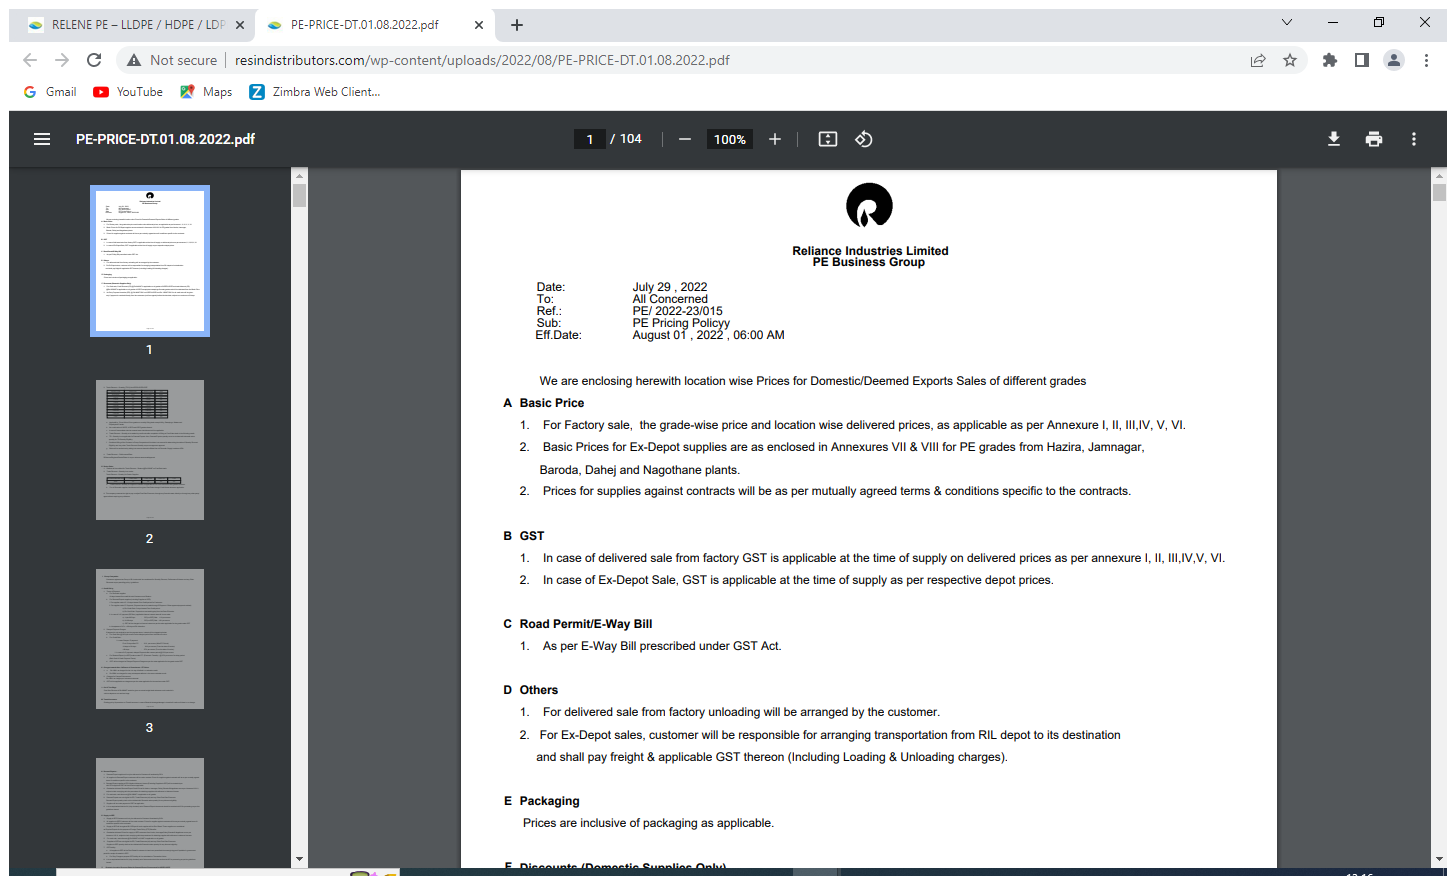 RELENE PE – LLDPE / HDPE / LDP
PE-PRICE-DT.01.08.2022.pdf
Not secure
resindistributors.com/wp-content/uploads/2022/08/PE-PRICE-DT.01.08.2022.pdf
Gmail YouTube Maps Zimbra Web Client...
PE-PRICE-DT.01.08.2022.pdf
1 / 104
100%
1
2
3
Reliance Industries Limited
PE Business Group
Date: July 29 , 2022
To: All Concerned
Ref.: PE/ 2022-23/015
Sub: PE Pricing Policyy
Eff.Date: August 01 , 2022 , 06:00 AM
We are enclosing herewith location wise Prices for Domestic/Deemed Exports Sales of different grades
A Basic Price
1. For Factory sale, the grade-wise price and location wise delivered prices, as applicable as per Annexure I, II, III,IV, V, VI.
2. Basic Prices for Ex-Depot supplies are as enclosed in Annexures VII & VIII for PE grades from Hazira, Jamnagar,
Baroda, Dahej and Nagothane plants.
2. Prices for supplies against contracts will be as per mutually agreed terms & conditions specific to the contracts.
B GST
1. In case of delivered sale from factory GST is applicable at the time of supply on delivered prices as per annexure I, II, III,IV,V, VI.
2. In case of Ex-Depot Sale, GST is applicable at the time of supply as per respective depot prices.
C Road Permit/E-Way Bill
1. As per E-Way Bill prescribed under GST Act.
D Others
1. For delivered sale from factory unloading will be arranged by the customer.
2. For Ex-Depot sales, customer will be responsible for arranging transportation from RIL depot to its destination
and shall pay freight & applicable GST thereon (Including Loading & Unloading charges).
E Packaging
Prices are inclusive of packaging as applicable.
F Discounts (Domestic Supplies Only)